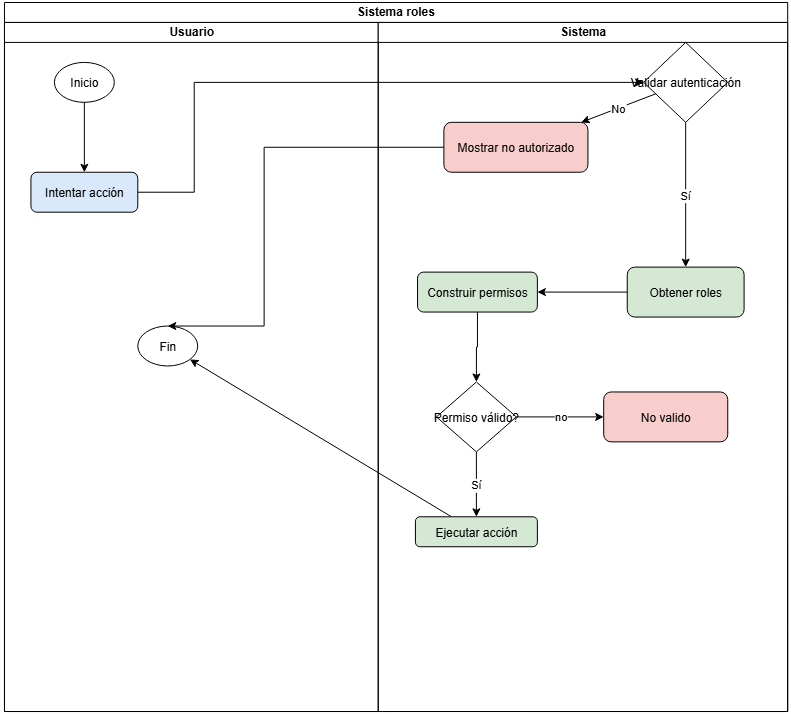 Sistema roles
Usuario
Sistema
Inicio
Validar autenticación
No
Mostrar no autorizado
Intentar acción
Sí
Construir permisos
Obtener roles
Fin
Permiso válido?
no
No valido
Sí
Ejecutar acción